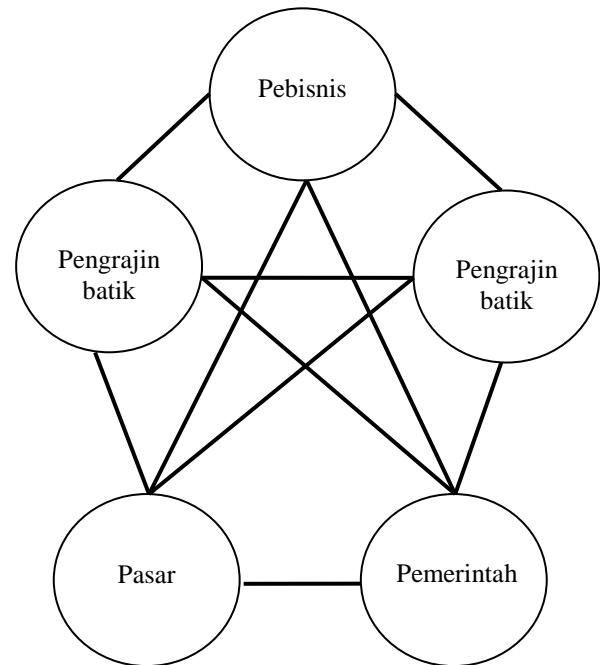 Pebisnis
Pengrajin
batik
Pengrajin
batik
Pasar
Pemerintah